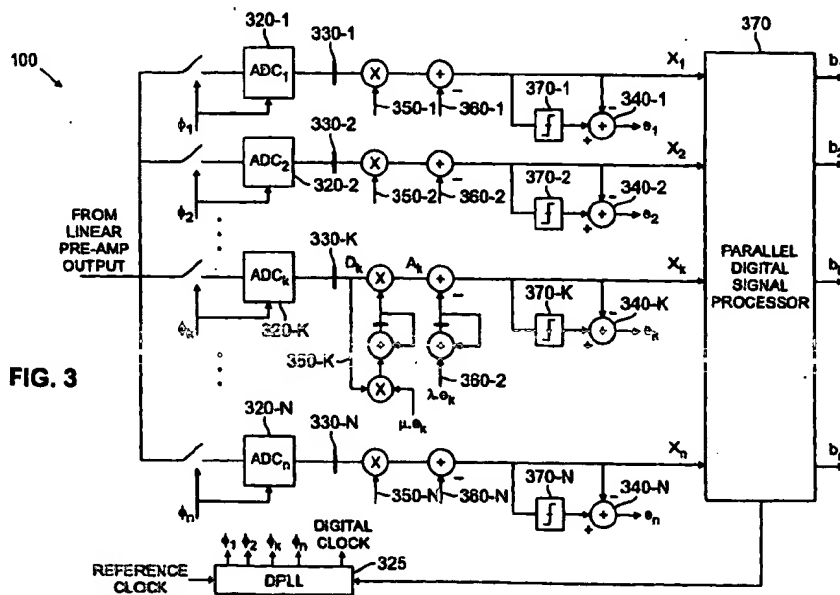 320-1
330-1
370
100
ADC1
X
+
−
350-1
360-1
370-1
X1
340-1
−
+
+
e1
ϕ1
320-2
330-2
ADC2
X
+
−
350-2
360-2
370-2
X2
340-2
−
+
+
e2
ϕ2
FROM
LINEAR
PRE-AMP
OUTPUT
330-K
ADCk
Dk
X
Ak
+
−
370-K
Xk
340-K
−
+
ek
ϕk
320-K
350-K
360-2
λ.ek
X
μ.ek
PARALLEL
DIGITAL
SIGNAL
PROCESSOR
FIG. 3
320-N
330-N
ADCn
X
+
−
350-N
360-N
370-N
Xn
340-N
−
+
+
en
ϕn
ϕ1 ϕ2 ϕk ϕn
DIGITAL
CLOCK
325
REFERENCE
CLOCK
DPLL